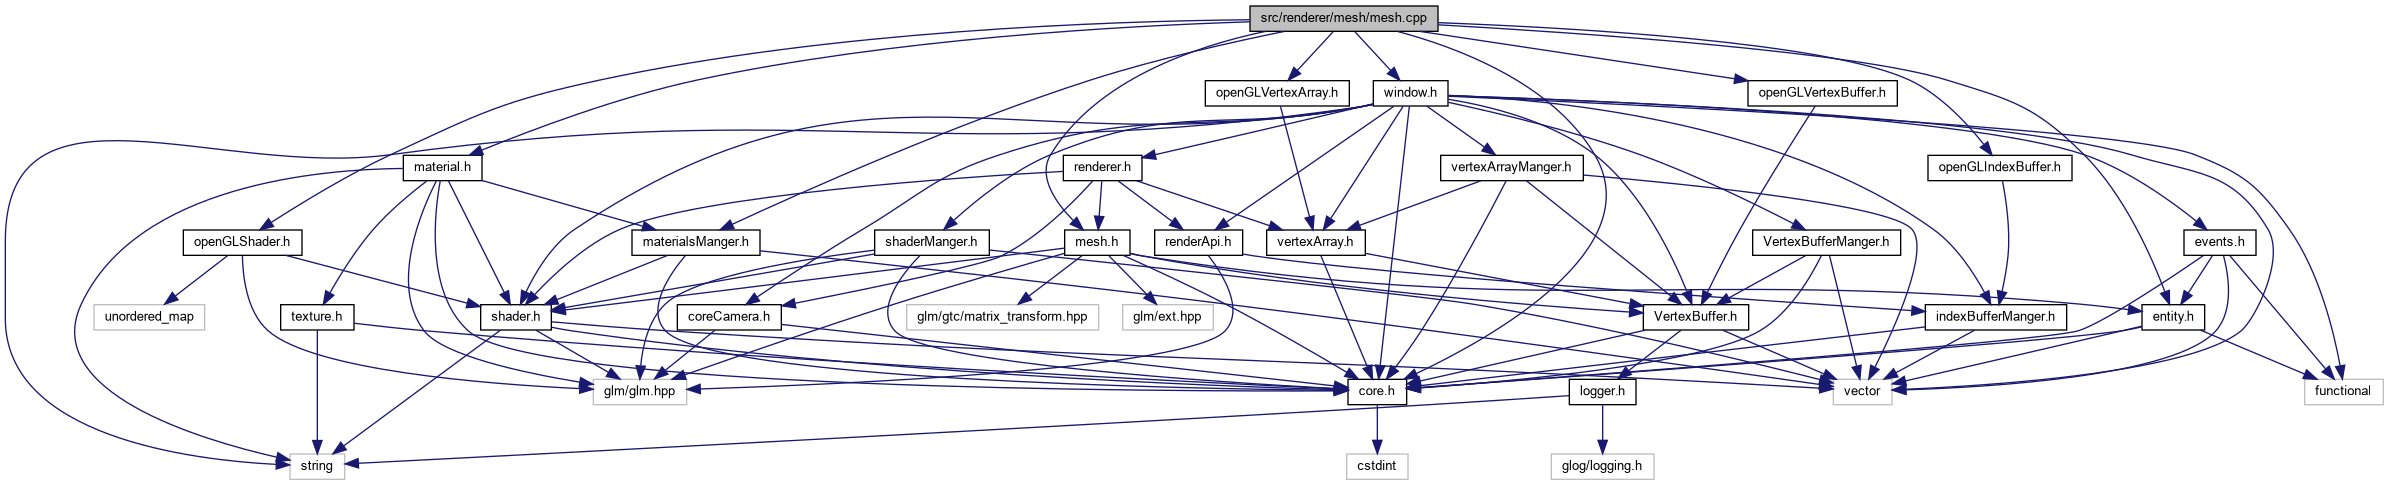 src/renderer/mesh/mesh.cpp
openGLVertexArray.h
window.h
openGLVertexBuffer.h
material.h
renderer.h
vertexArrayManger.h
openGLIndexBuffer.h
openGLShader.h
materialsManger.h
shaderManger.h
mesh.h
renderApi.h
vertexArray.h
VertexBufferManger.h
events.h
unordered_map
texture.h
shader.h
coreCamera.h
glm/gtc/matrix_transform.hpp
glm/ext.hpp
VertexBuffer.h
indexBufferManger.h
entity.h
glm/glm.hpp
core.h
logger.h
vector
functional
string
cstdint
glog/logging.h